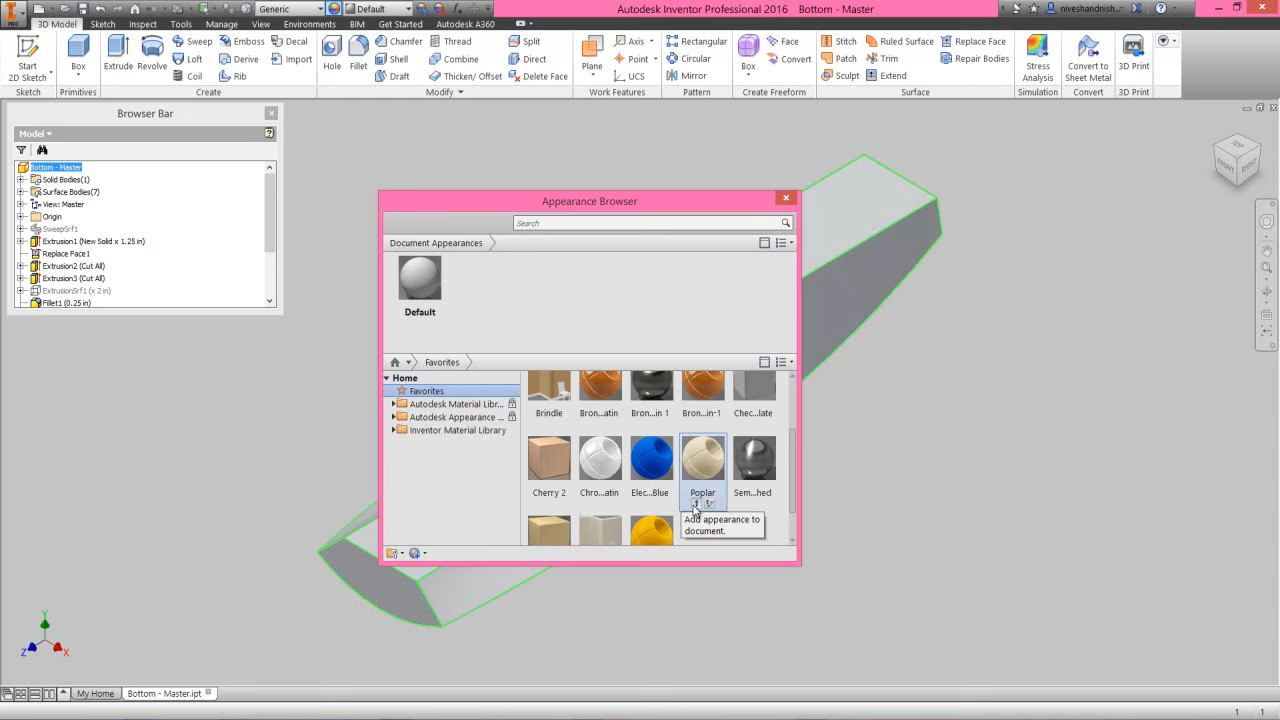 PRO
Generic
Default
Autodesk Inventor Professional 2016 Bottom - Master
niveshandnish...
3D Model Sketch Inspect Tools Manage View Environments BIM Get Started Autodesk A360
Start
2D Sketch
Box
Extrude
Revolve
Sweep
Loft
Coil
Emboss
Derive
Rib
Decal
Import
Hole
Fillet
Chamfer
Shell
Draft
Thread
Combine
Thicken/ Offset
Split
Direct
Delete Face
Plane
Axis
Point
UCS
Rectangular
Circular
Mirror
Box
Face
Convert
Stitch
Patch
Sculpt
Ruled Surface
Trim
Extend
Replace Face
Repair Bodies
Stress
Analysis
Convert to
Sheet Metal
3D Print
Sketch Primitives Create Modify Work Features Pattern Create Freeform Surface Simulation Convert 3D Print
Browser Bar
Model
Bottom - Master
Solid Bodies(1)
Surface Bodies(7)
View: Master
Origin
SweepSrf1
Extrusion1 (New Solid x 1.25 in)
Replace Face1
Extrusion2 (Cut All)
Extrusion3 (Cut All)
ExtrusionSrf1 (x 2 in)
Fillet1 (0.25 in)
TOP
FRONT
RIGHT
Appearance Browser
Search
Document Appearances
Default
Favorites
Home
Favorites
Autodesk Material Libr...
Autodesk Appearance ...
Inventor Material Library
Brindle Bron...atin Bron...in 1 Bron...in-1 Chec...late
Cherry 2 Chro...atin Elec...Blue Poplar Sem...hed
Add appearance to
document.
Y
Z
X
My Home Bottom - Master.ipt
1 1